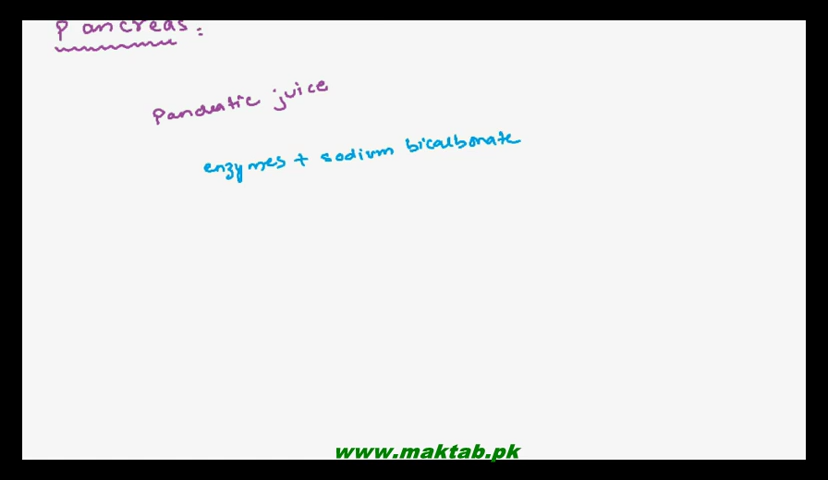 Pancreas:
Pancreatic juice
enzymes + sodium bicarbonate
www.maktab.pk